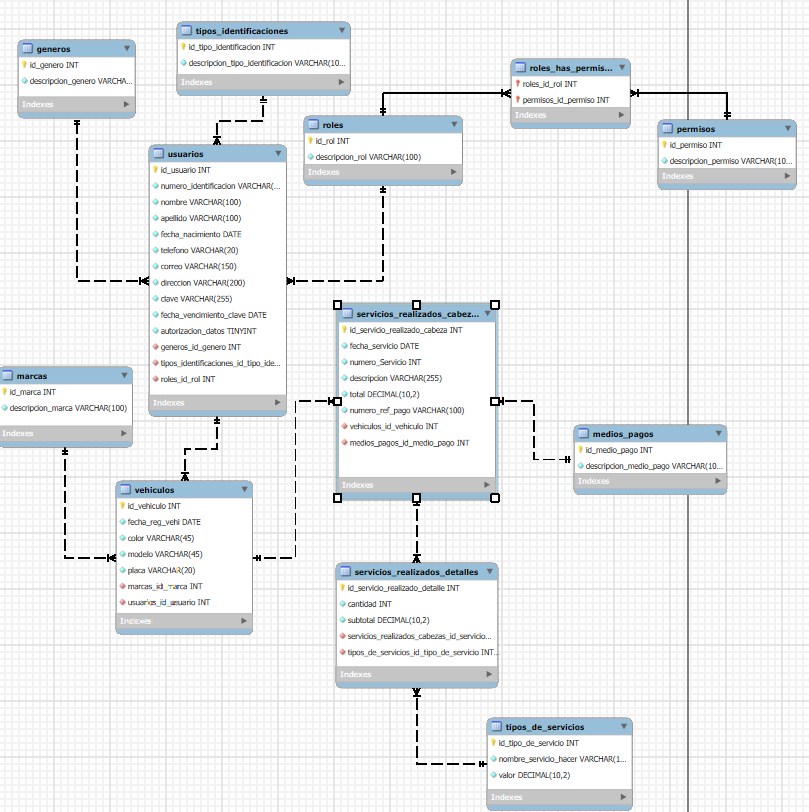 tipos_identificaciones
id_tipo_identificacion INT
descripcion_tipo_identificacion VARCHAR(10...
Indexes
generos
id_genero INT
descripcion_genero VARCHA...
Indexes
roles_has_permis...
roles_id_rol INT
permisos_id_permiso INT
Indexes
roles
id_rol INT
descripcion_rol VARCHAR(100)
Indexes
permisos
id_permiso INT
descripcion_permiso VARCHAR(10...
Indexes
usuarios
id_usuario INT
numero_identificacion VARCHAR(...
nombre VARCHAR(100)
apellido VARCHAR(100)
fecha_nacimiento DATE
telefono VARCHAR(20)
correo VARCHAR(150)
direccion VARCHAR(200)
clave VARCHAR(255)
fecha_vencimiento_clave DATE
autorizacion_datos TINYINT
generos_id_genero INT
tipos_identificaciones_id_tipo_ide...
roles_id_rol INT
Indexes
servicios_realizados_cabez...
id_servicio_realizado_cabeza INT
fecha_servicio DATE
numero_Servicio INT
descripcion VARCHAR(255)
total DECIMAL(10,2)
numero_ref_pago VARCHAR(100)
vehiculos_id_vehiculo INT
medios_pagos_id_medio_pago INT
Indexes
marcas
id_marca INT
descripcion_marca VARCHAR(100)
Indexes
medios_pagos
id_medio_pago INT
descripcion_medio_pago VARCHAR(10...
Indexes
vehiculos
id_vehiculo INT
fecha_reg_vehi DATE
color VARCHAR(45)
modelo VARCHAR(45)
placa VARCHAR(20)
marcas_id_marca INT
usuarios_id_usuario INT
Indexes
servicios_realizados_detalles
id_servicio_realizado_detalle INT
cantidad INT
subtotal DECIMAL(10,2)
servicios_realizados_cabezas_id_servicio...
tipos_de_servicios_id_tipo_de_servicio INT...
Indexes
tipos_de_servicios
id_tipo_de_servicio INT
nombre_servicio_hacer VARCHAR(1...
valor DECIMAL(10,2)
Indexes